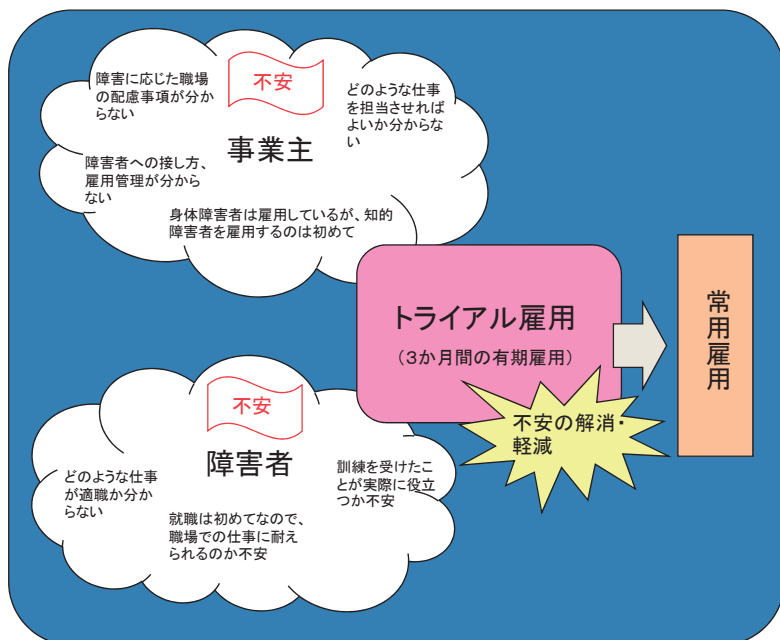 不安
事業主
障害に応じた職場
の配慮事項が分か
らない
どのような仕事
を担当させれば
よいか分からな
い
障害者への接し方、
雇用管理が分から
ない
身体障害者は雇用しているが、知的
障害者を雇用するのは初めて
不安
障害者
どのような仕事
が適職か分か
らない
訓練を受けたこ
とが実際に役立
つか不安
就職は初めてなので、
職場での仕事に耐え
られるのか不安
トライアル雇用
（３か月間の有期雇用）
不安の解消・
軽減
常用雇用